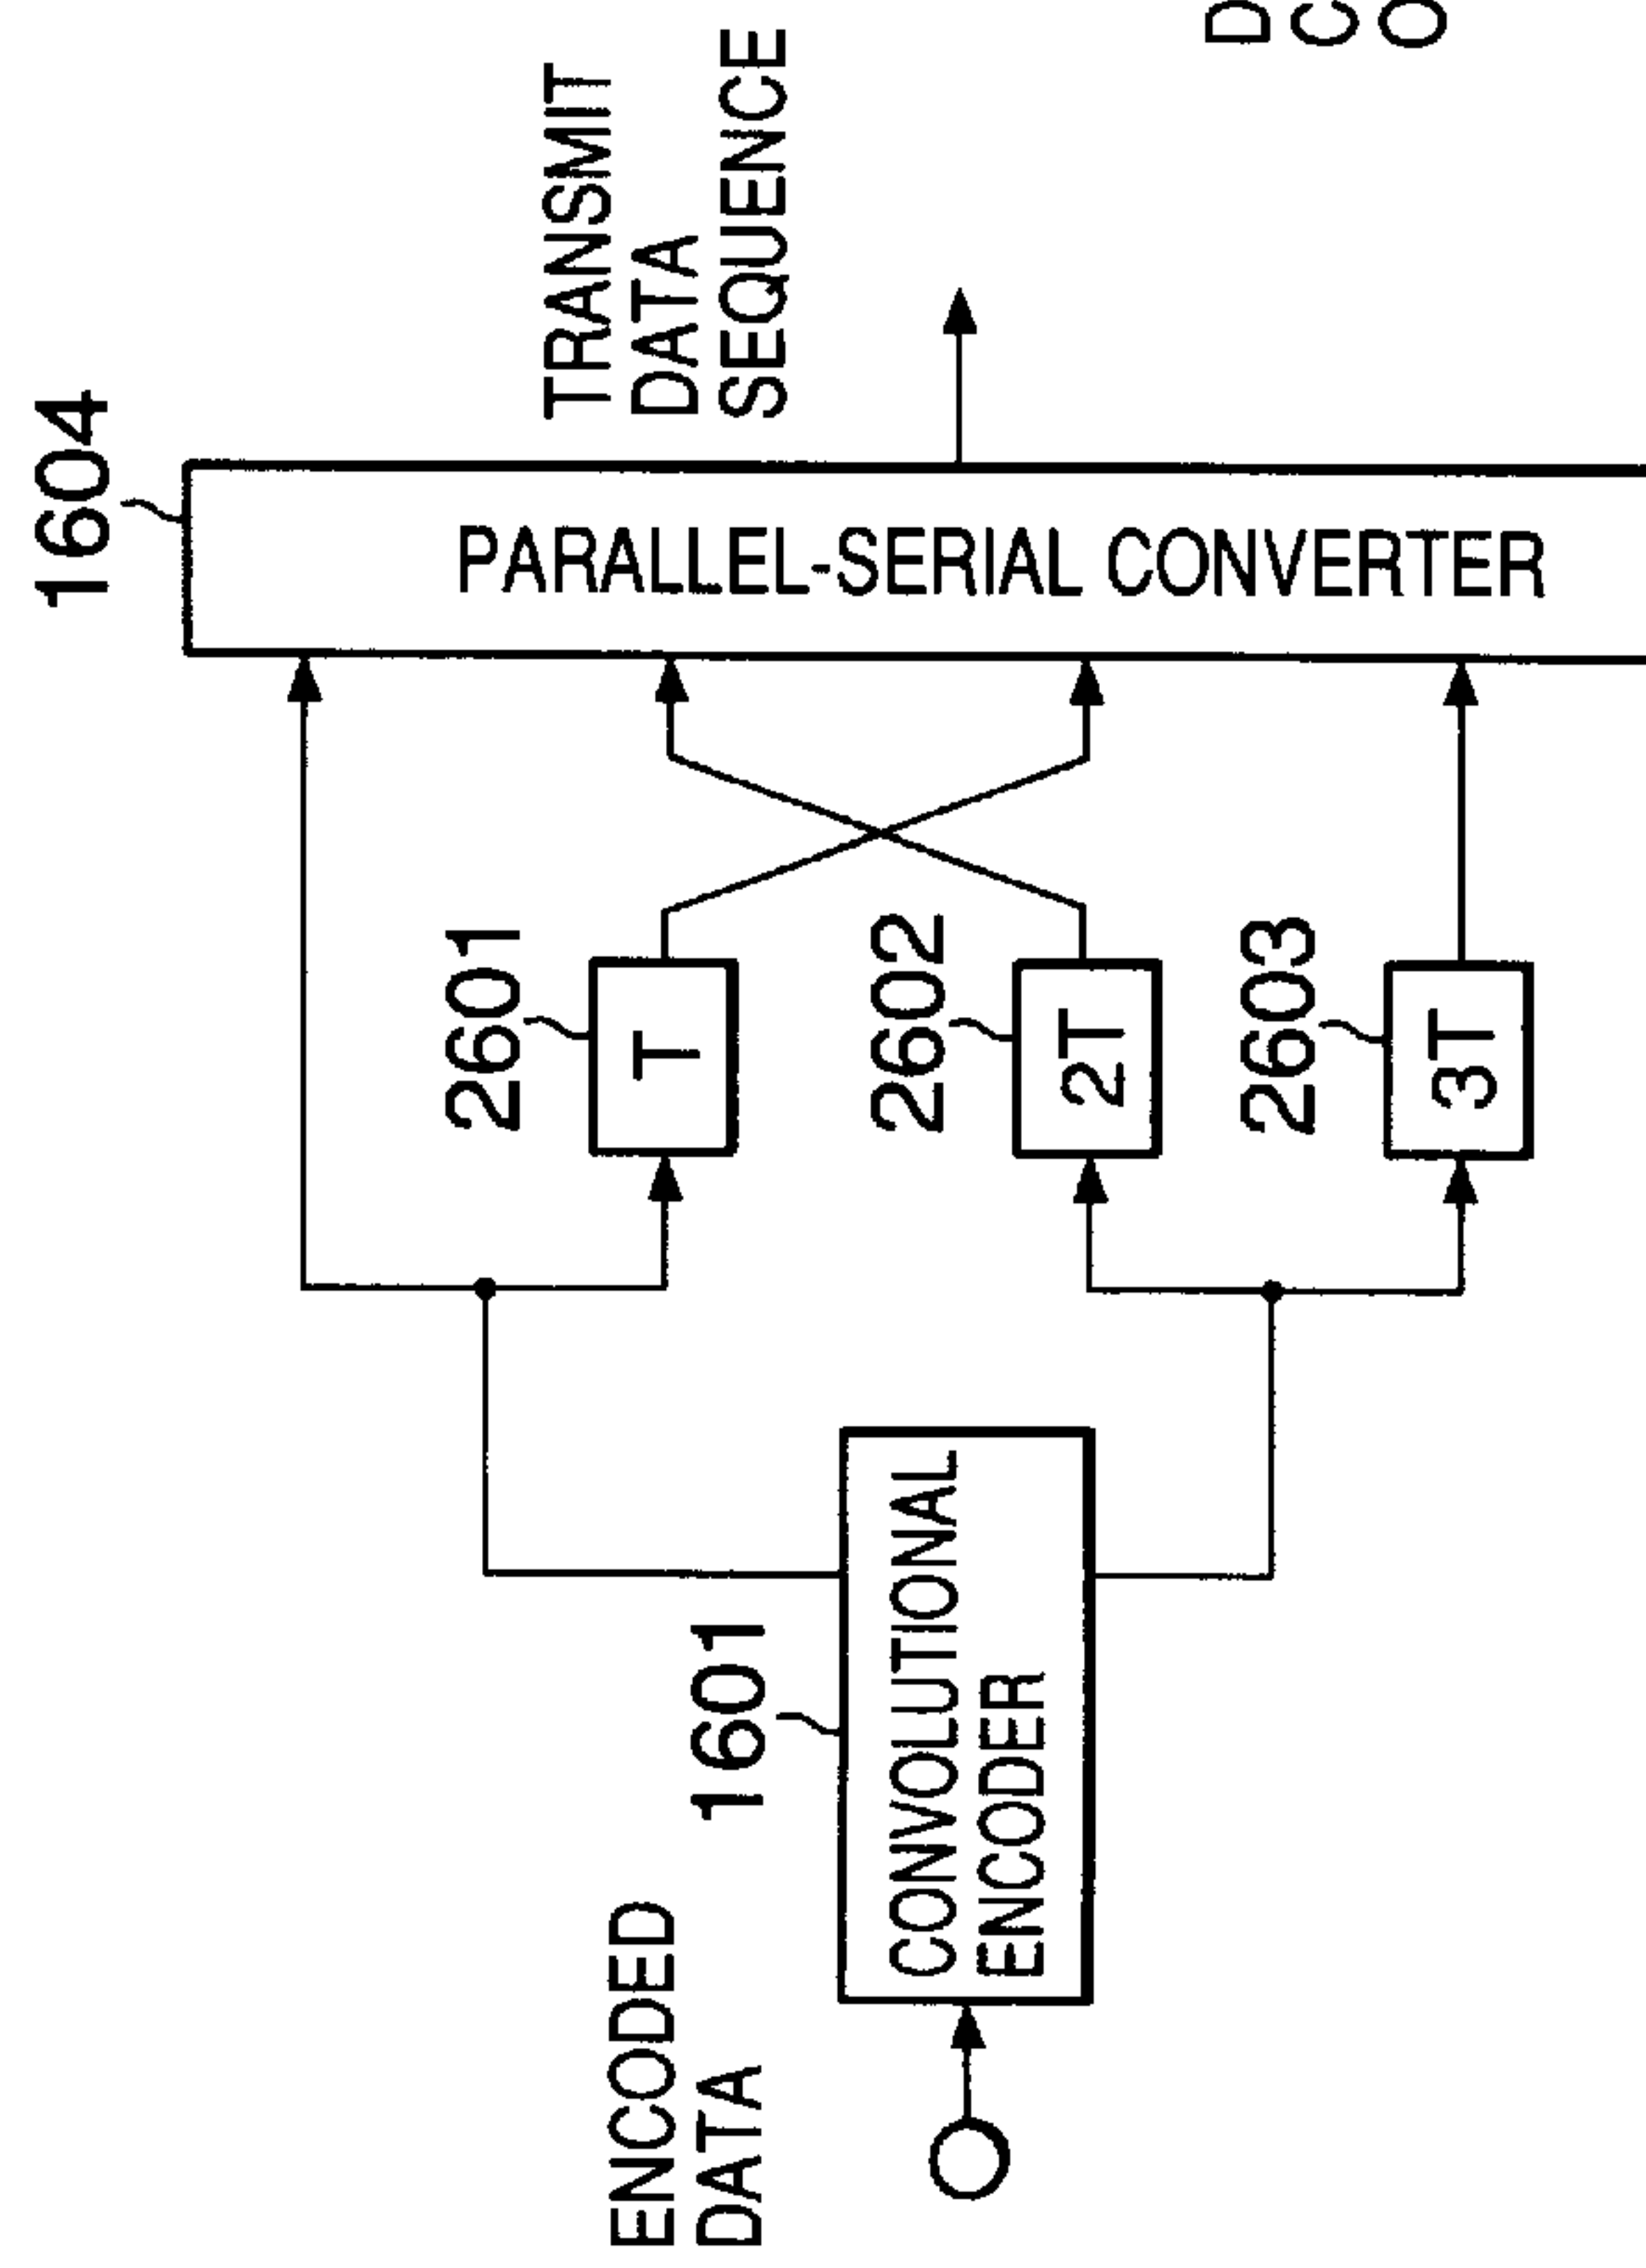 ENCODED
DATA
1601
CONVOLUTIONAL
ENCODER
2601
T
2602
2T
2603
3T
1604
PARALLEL-SERIAL CONVERTER
TRANSMIT
DATA
SEQUENCE
D
C
O